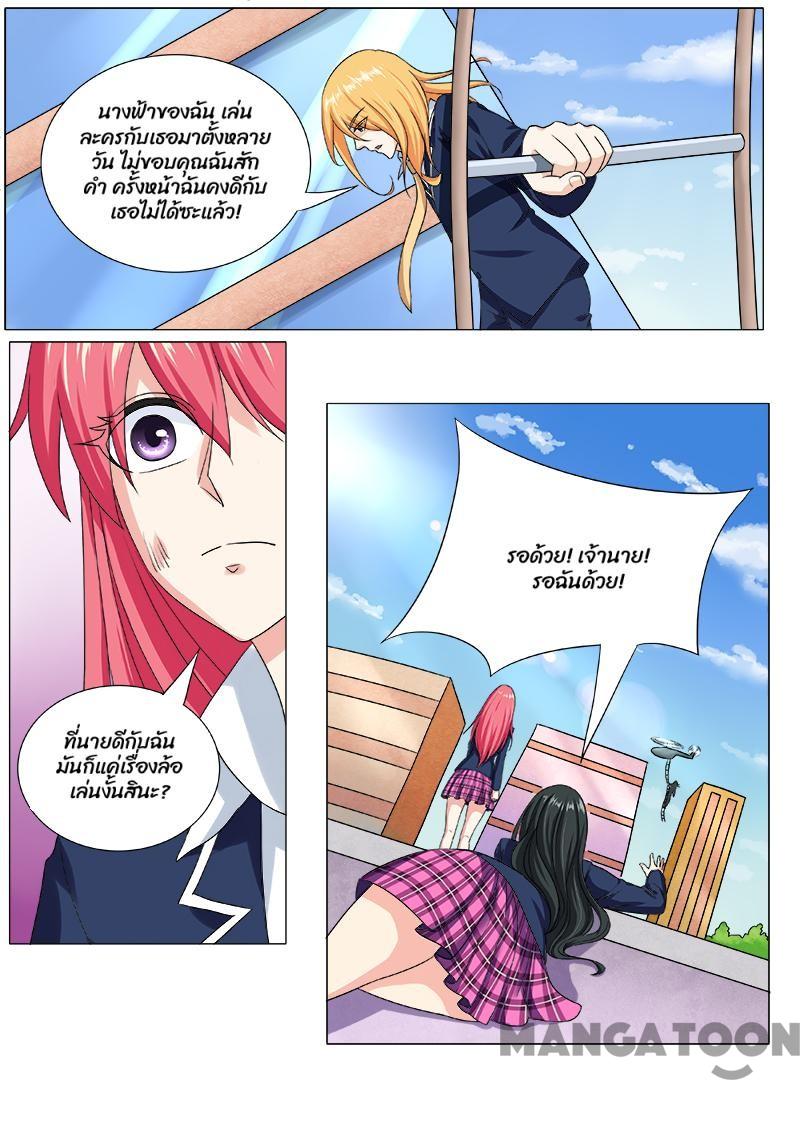 นางฟ้าของฉัน เล่น
ละครกับเธอมาตั้งหลาย
วัน ไม่ขอบคุณฉันสัก
คำ ครั้งหน้าฉันคงดีกับ
เธอไม่ได้ซะแล้ว!
รอด้วย! เจ้านาย!
รอฉันด้วย!
ที่นายดีกับฉัน
มันก็แค่เรื่องล้อ
เล่นงั้นสินะ?
MANGATOON